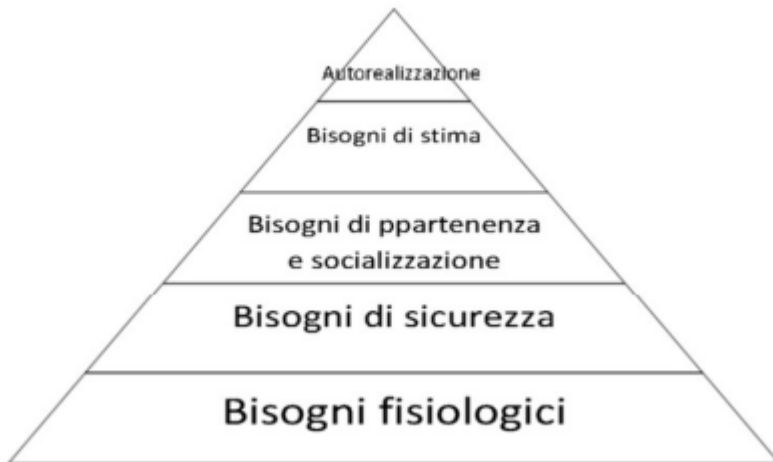 Autorealizzazione
Bisogni di stima
Bisogni di ppartenenza
e socializzazione
Bisogni di sicurezza
Bisogni fisiologici